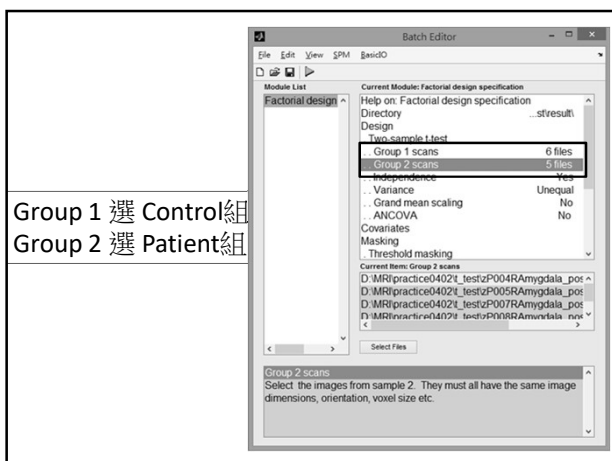 Group 1 選 Control組
Group 2 選 Patient組
Batch Editor
File Edit View SPM BasicIO
Module List
Factorial design
Current Module: Factorial design specification
Help on: Factorial design specification
Directory ...st\result\
Design
. Two-sample t-test
. . Group 1 scans 6 files
. . Group 2 scans 5 files
. . Independence Yes
. . Variance Unequal
. . Grand mean scaling No
. . ANCOVA No
Covariates
Masking
. Threshold masking
Current Item: Group 2 scans
D:\MRI\practice0402\t_test\zP004RAmygdala_pos
D:\MRI\practice0402\t_test\zP005RAmygdala_pos
D:\MRI\practice0402\t_test\zP007RAmygdala_pos
D:\MRI\practice0402\t_test\zP008RAmygdala_pos
Select Files
Group 2 scans
Select the images from sample 2. They must all have the same image
dimensions, orientation, voxel size etc.